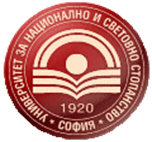 УНИВЕРСИТЕТ ЗА НАЦИОНАЛНО И СВЕТОВНО СТОПАНСТВО
1920
• СОФИЯ •